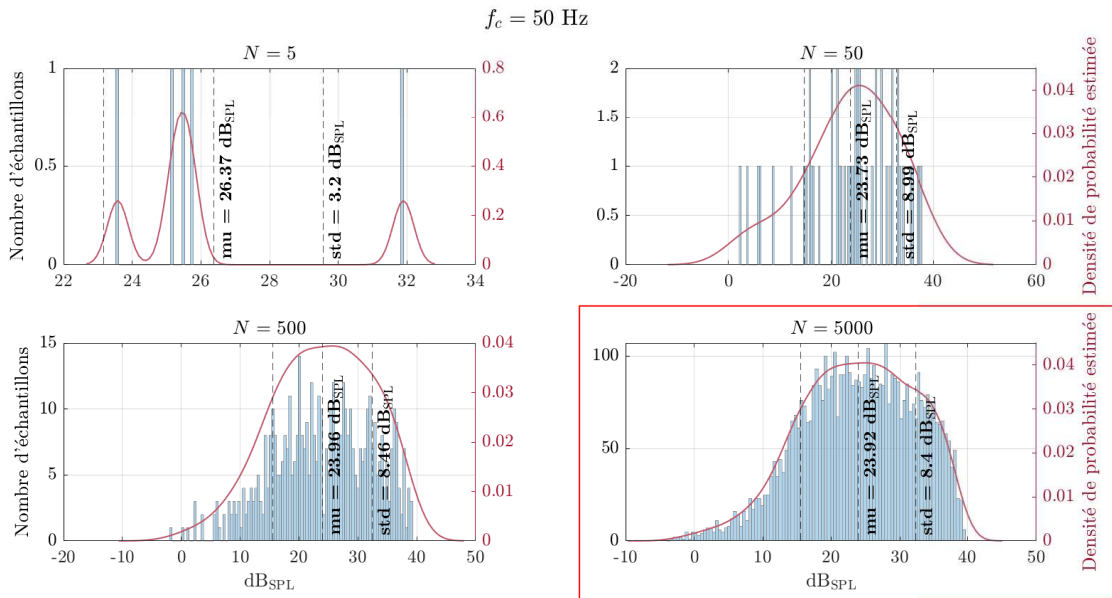 f_c = 50 Hz
N = 5
Nombre d'échantillons
1
0.5
0
22 24 26 28 30 32 34
0.8
0.6
0.4
0.2
0
mu = 26.37 dB_SPL
std = 3.2 dB_SPL
N = 50
2
1.5
1
0.5
0
-20 0 20 40 60
0.04
0.03
0.02
0.01
0
Densité de probabilité estimée
mu = 23.73 dB_SPL
std = 8.99 dB_SPL
N = 500
Nombre d'échantillons
15
10
5
0
-20 -10 0 10 20 30 40 50
dB_SPL
0.04
0.03
0.02
0.01
0
mu = 23.96 dB_SPL
std = 8.46 dB_SPL
N = 5000
100
50
0
-10 0 10 20 30 40 50
dB_SPL
0.04
0.03
0.02
0.01
0
Densité de probabilité estimée
mu = 23.92 dB_SPL
std = 8.4 dB_SPL